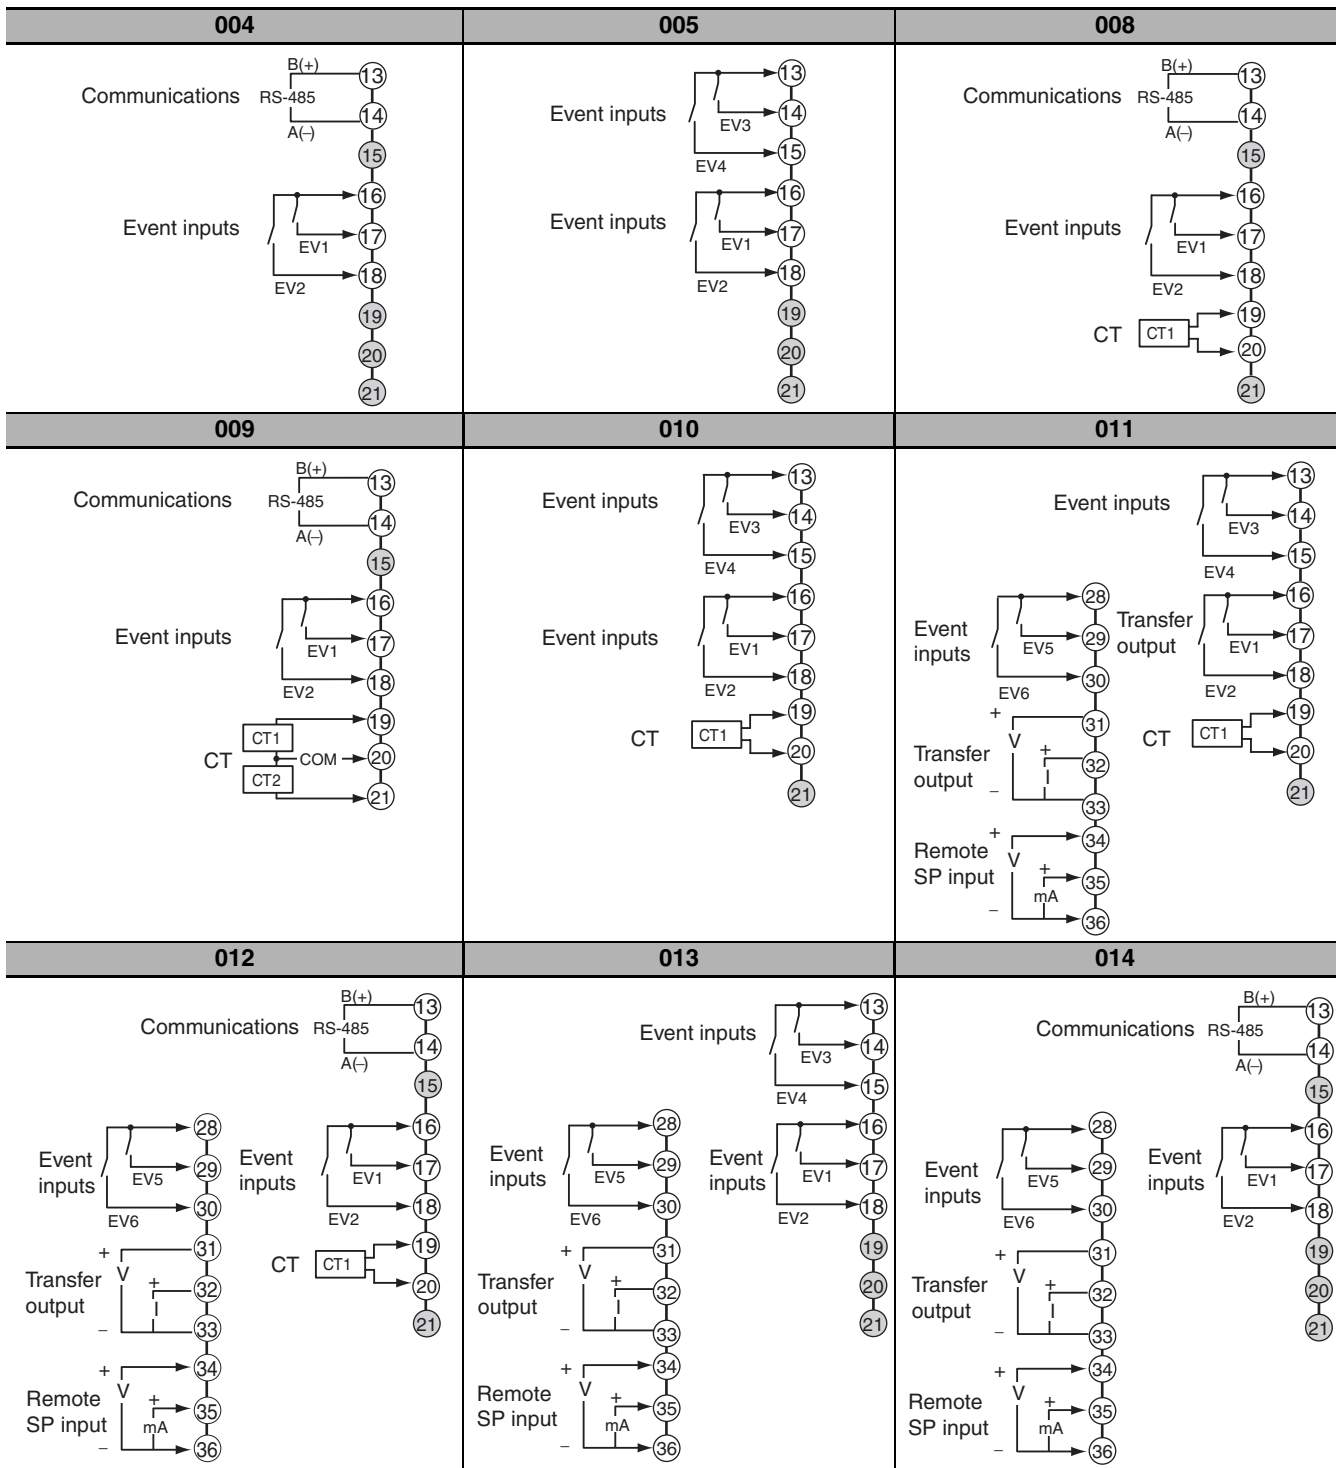 004
B(+)
Communications RS-485
A(–)
13
14
15
16
17
18
19
20
21
Event inputs
EV1
EV2
005
Event inputs
EV3
EV4
Event inputs
EV1
EV2
13
14
15
16
17
18
19
20
21
008
B(+)
Communications RS-485
A(–)
Event inputs
EV1
EV2
CT CT1
13
14
15
16
17
18
19
20
21
009
B(+)
Communications RS-485
A(–)
Event inputs
EV1
EV2
CT
CT1
COM
CT2
13
14
15
16
17
18
19
20
21
010
Event inputs
EV3
EV4
Event inputs
EV1
EV2
CT CT1
13
14
15
16
17
18
19
20
21
011
Event inputs
EV3
EV4
Transfer
output
EV1
EV2
CT CT1
13
14
15
16
17
18
19
20
21
Event
inputs
EV5
EV6
Transfer
output
+
V
+
I
–
Remote
SP input
+
V
+
mA
–
28
29
30
31
32
33
34
35
36
012
B(+)
Communications RS-485
A(–)
Event
inputs
EV1
EV2
CT CT1
13
14
15
16
17
18
19
20
21
Event
inputs
EV5
EV6
Transfer
output
+
V
+
I
–
Remote
SP input
+
V
+
mA
–
28
29
30
31
32
33
34
35
36
013
Event inputs
EV3
EV4
Event
inputs
EV1
EV2
13
14
15
16
17
18
19
20
21
Event
inputs
EV5
EV6
Transfer
output
+
V
+
I
–
Remote
SP input
+
V
+
mA
–
28
29
30
31
32
33
34
35
36
014
B(+)
Communications RS-485
A(–)
Event
inputs
EV1
EV2
13
14
15
16
17
18
19
20
21
Event
inputs
EV5
EV6
Transfer
output
+
V
+
I
–
Remote
SP input
+
V
+
mA
–
28
29
30
31
32
33
34
35
36